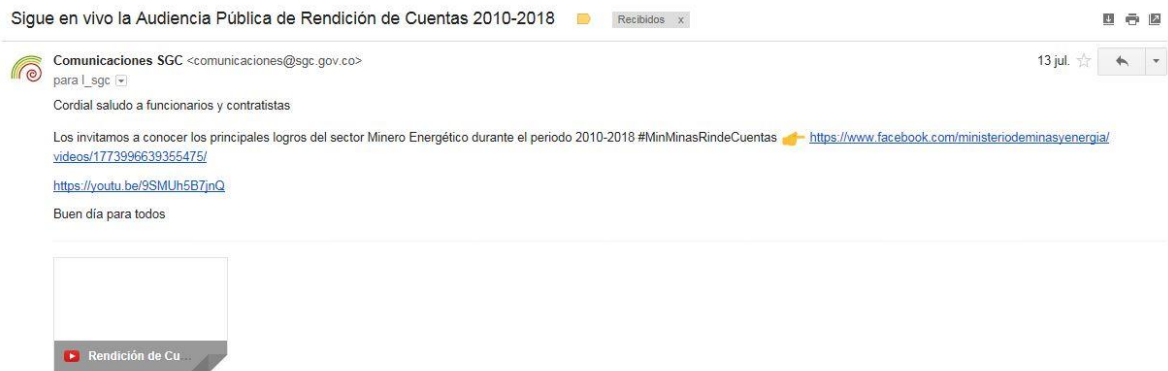 Sigue en vivo la Audiencia Pública de Rendición de Cuentas 2010-2018 Recibidos x
Comunicaciones SGC <comunicaciones@sgc.gov.co> 13 jul.
para l_sgc
Cordial saludo a funcionarios y contratistas
Los invitamos a conocer los principales logros del sector Minero Energético durante el periodo 2010-2018 #MinMinasRindeCuentas 👉 https://www.facebook.com/ministeriodeminasyenergia/
videos/1773996639355475/
https://youtu.be/9SMUh5B7jnQ
Buen día para todos
Rendición de Cu...